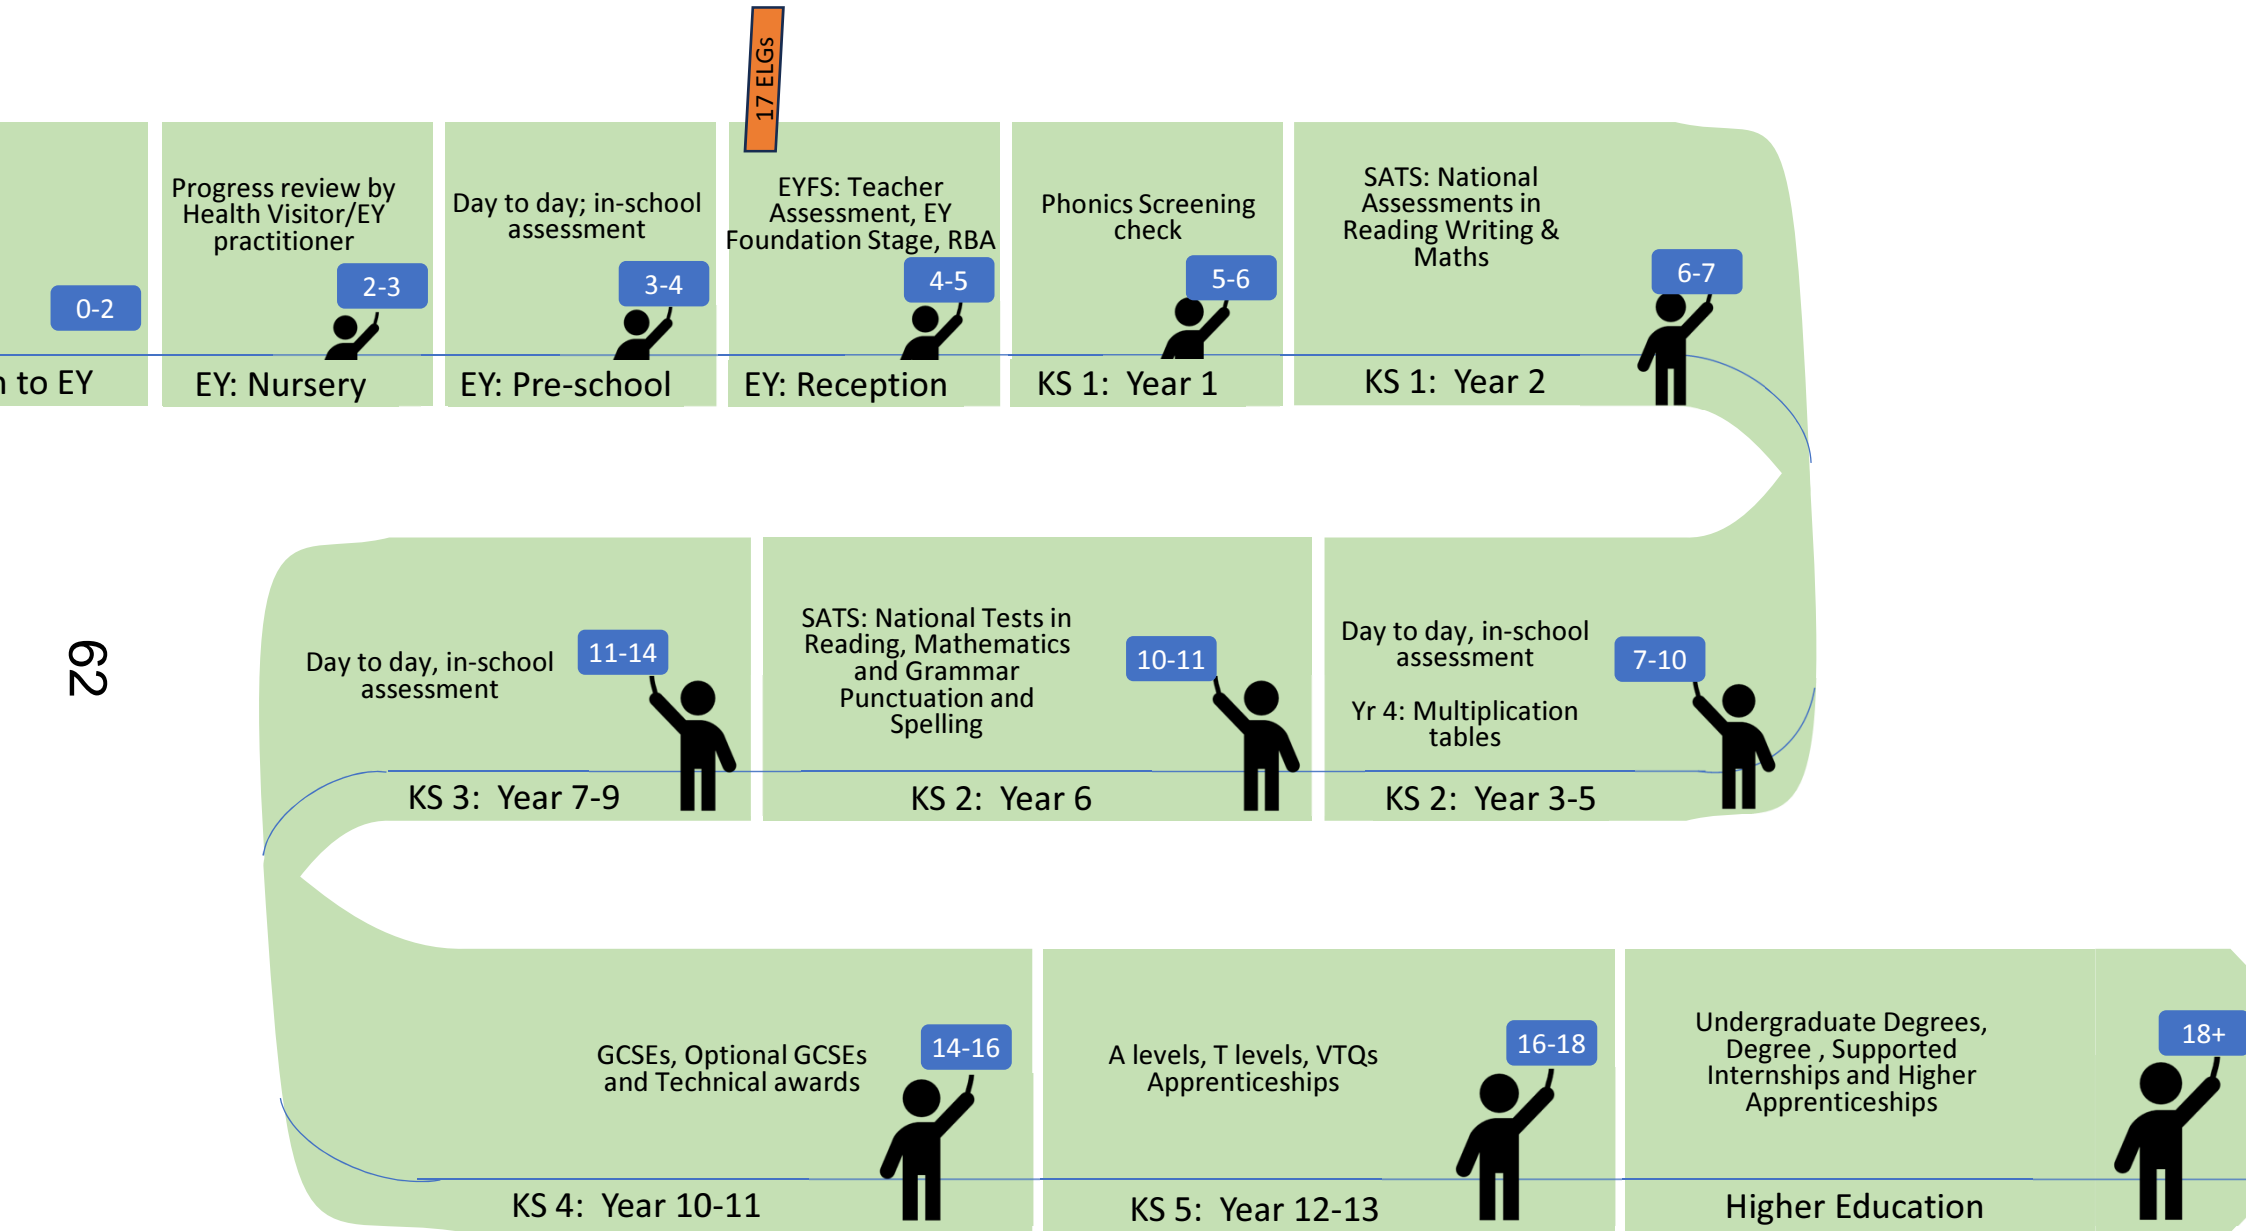 17 ELGs
0-2
n to EY
Progress review by
Health Visitor/EY
practitioner
2-3
EY: Nursery
Day to day; in-school
assessment
3-4
EY: Pre-school
EYFS: Teacher
Assessment, EY
Foundation Stage, RBA
4-5
EY: Reception
Phonics Screening
check
5-6
KS 1: Year 1
SATS: National
Assessments in
Reading Writing &
Maths
6-7
KS 1: Year 2
Day to day, in-school
assessment
Yr 4: Multiplication
tables
7-10
KS 2: Year 3-5
SATS: National Tests in
Reading, Mathematics
and Grammar
Punctuation and
Spelling
10-11
KS 2: Year 6
Day to day, in-school
assessment
11-14
KS 3: Year 7-9
62
GCSEs, Optional GCSEs
and Technical awards
14-16
KS 4: Year 10-11
A levels, T levels, VTQs
Apprenticeships
16-18
KS 5: Year 12-13
Undergraduate Degrees,
Degree , Supported
Internships and Higher
Apprenticeships
18+
Higher Education